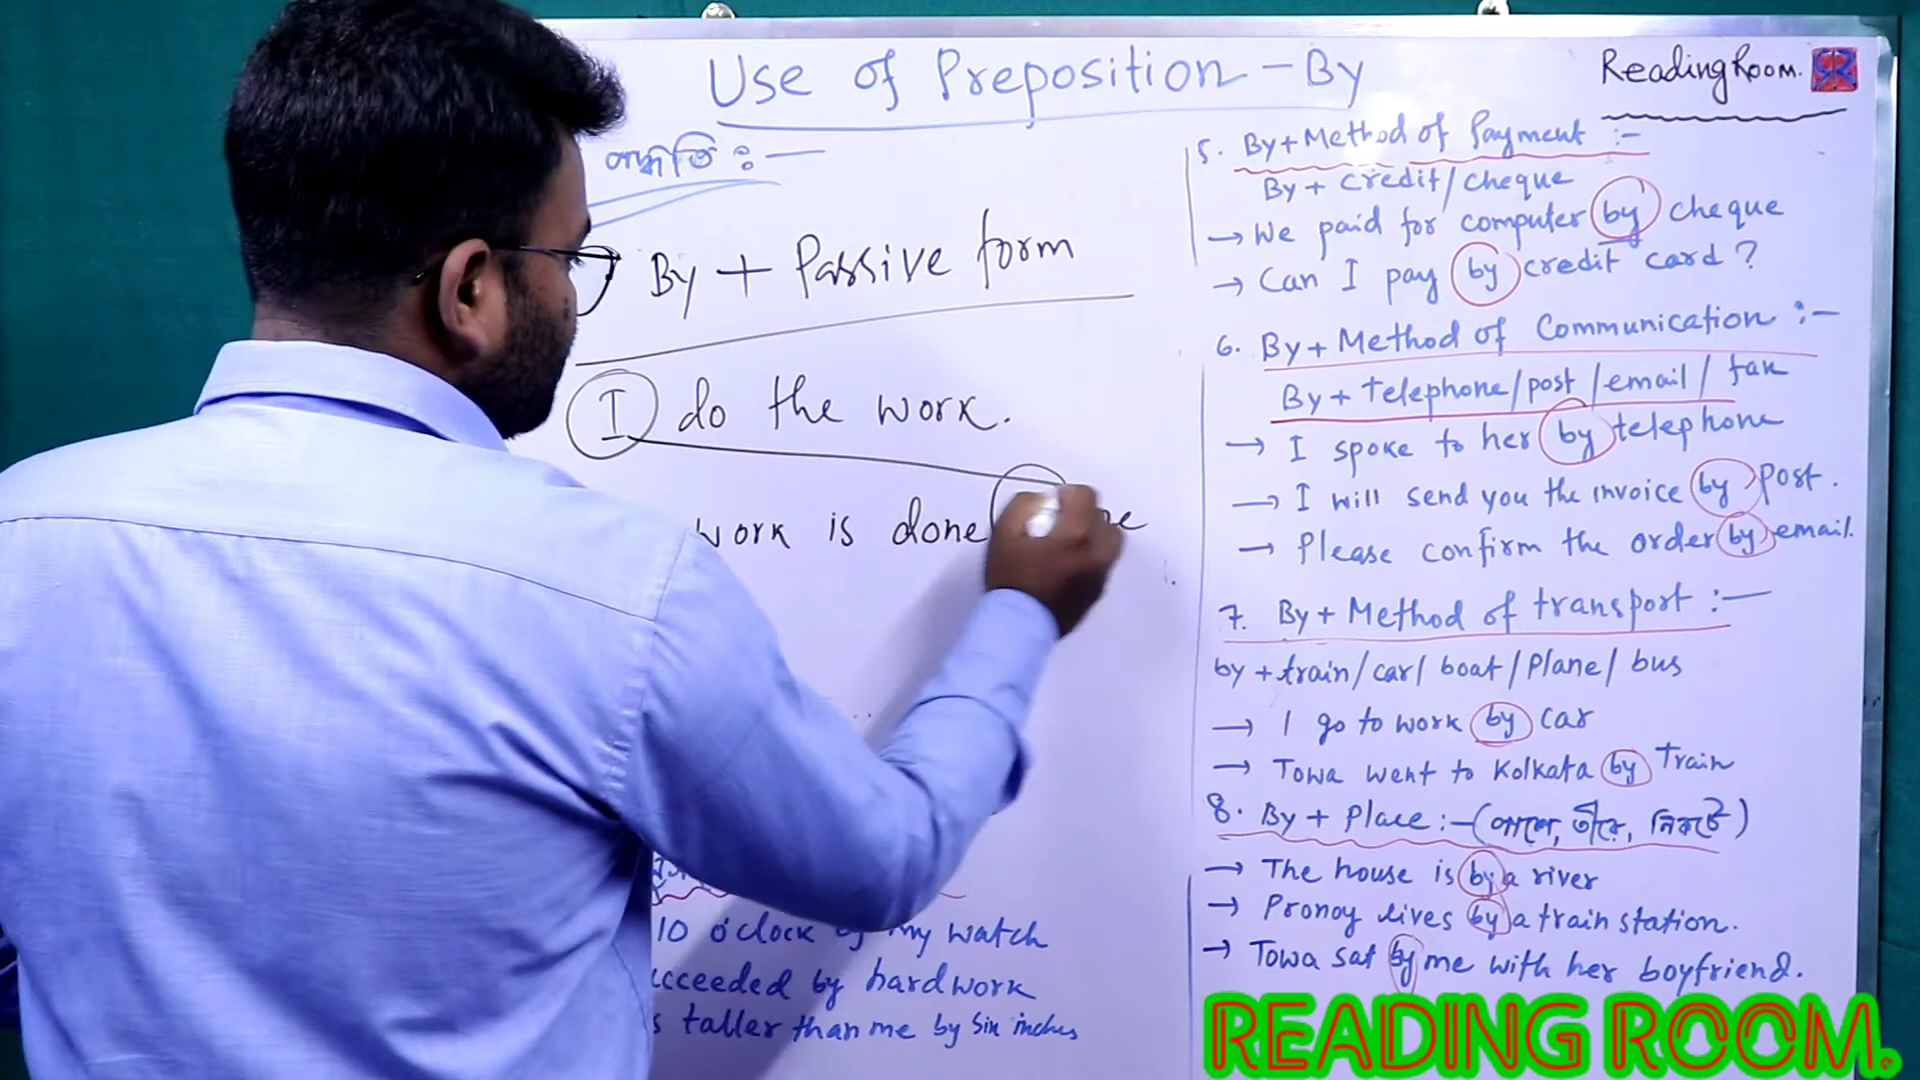 Use of Preposition - By
ReadingRoom.
পদ্ধতি :-
By + Passive form
I do the work.
work is done
10 o'clock my watch
by hardwork
taller than me by Six inches
5. By+Method of Payment :-
By + credit/cheque
→ We paid for computer by cheque
→ Can I pay by credit card ?
6. By + Method of Communication :-
By + telephone/post/email/fax
→ I spoke to her by telephone
→ I will send you the invoice by post.
→ Please confirm the order by email.
7. By + Method of transport :-
by + train/car/boat/plane/bus
→ I go to work by car
→ Towa went to Kolkata by Train
8. By + Place :- (পাশে, তীরে, নিকটে)
→ The house is by a river
→ Pronoy lives by a train station.
→ Towa sat by me with her boyfriend.
READING ROOM.